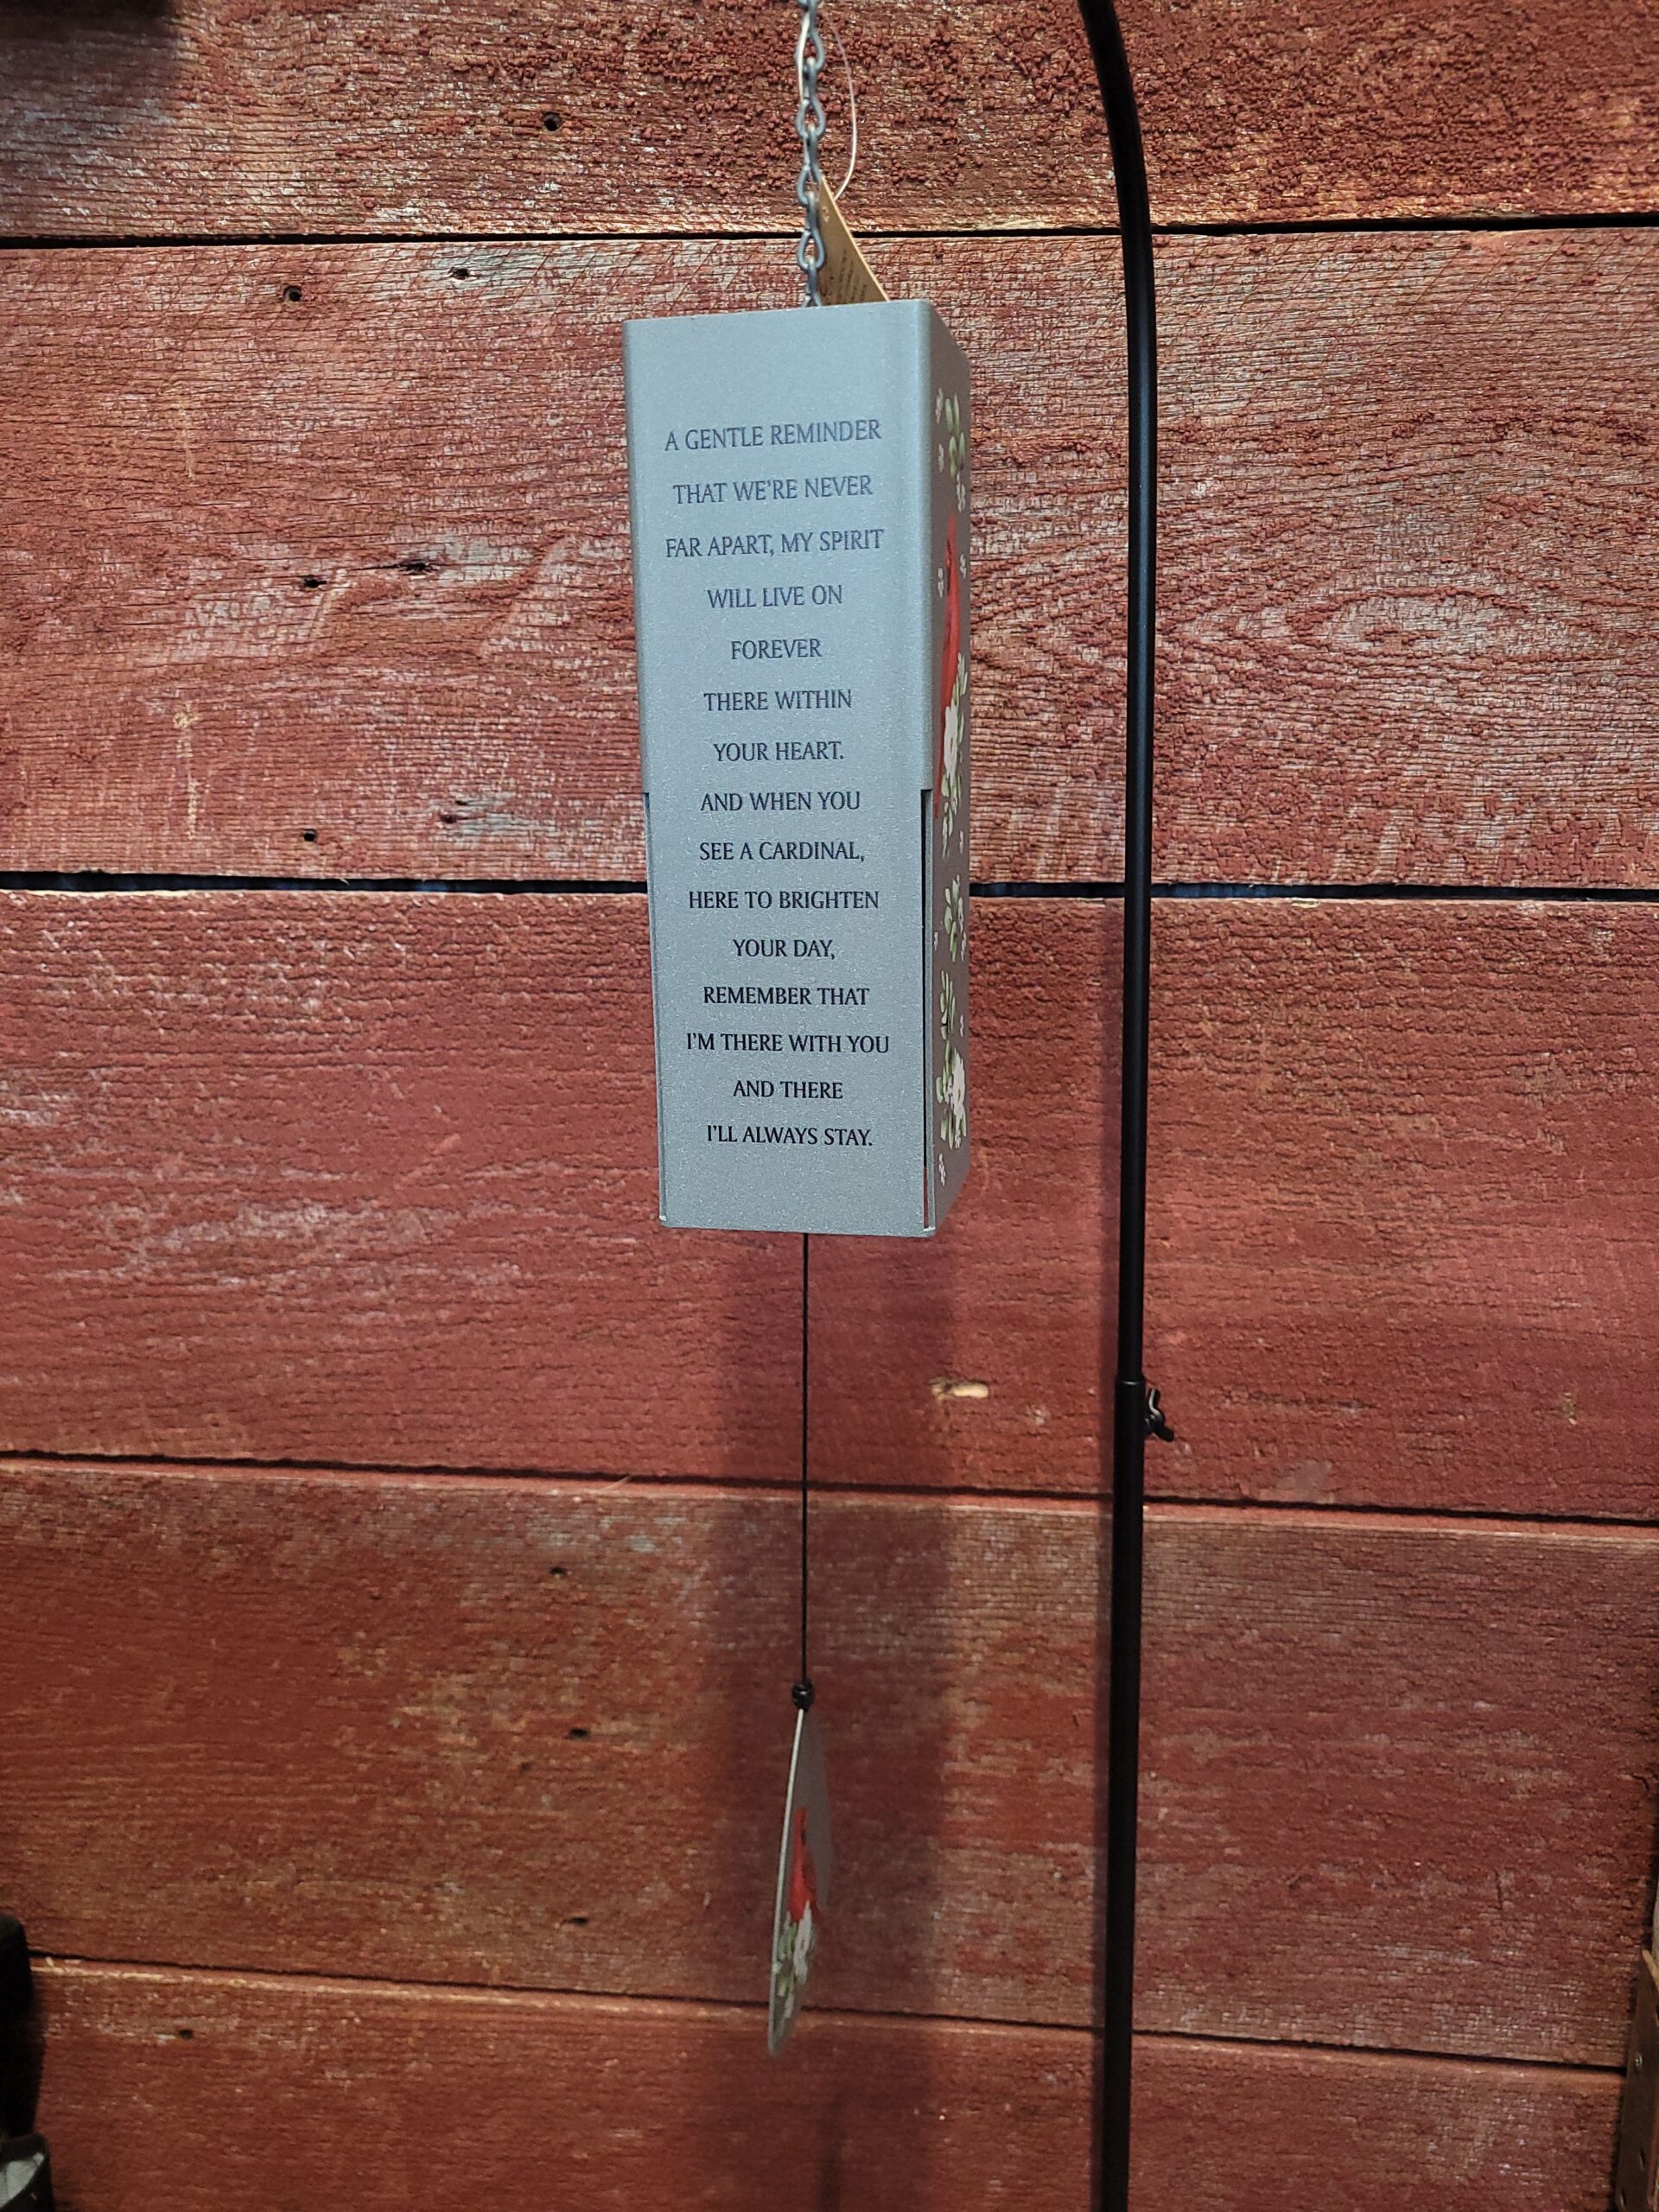 A GENTLE REMINDER
THAT WE'RE NEVER
FAR APART, MY SPIRIT
WILL LIVE ON
FOREVER
THERE WITHIN
YOUR HEART.
AND WHEN YOU
SEE A CARDINAL,
HERE TO BRIGHTEN
YOUR DAY,
REMEMBER THAT
I'M THERE WITH YOU
AND THERE
I'LL ALWAYS STAY.